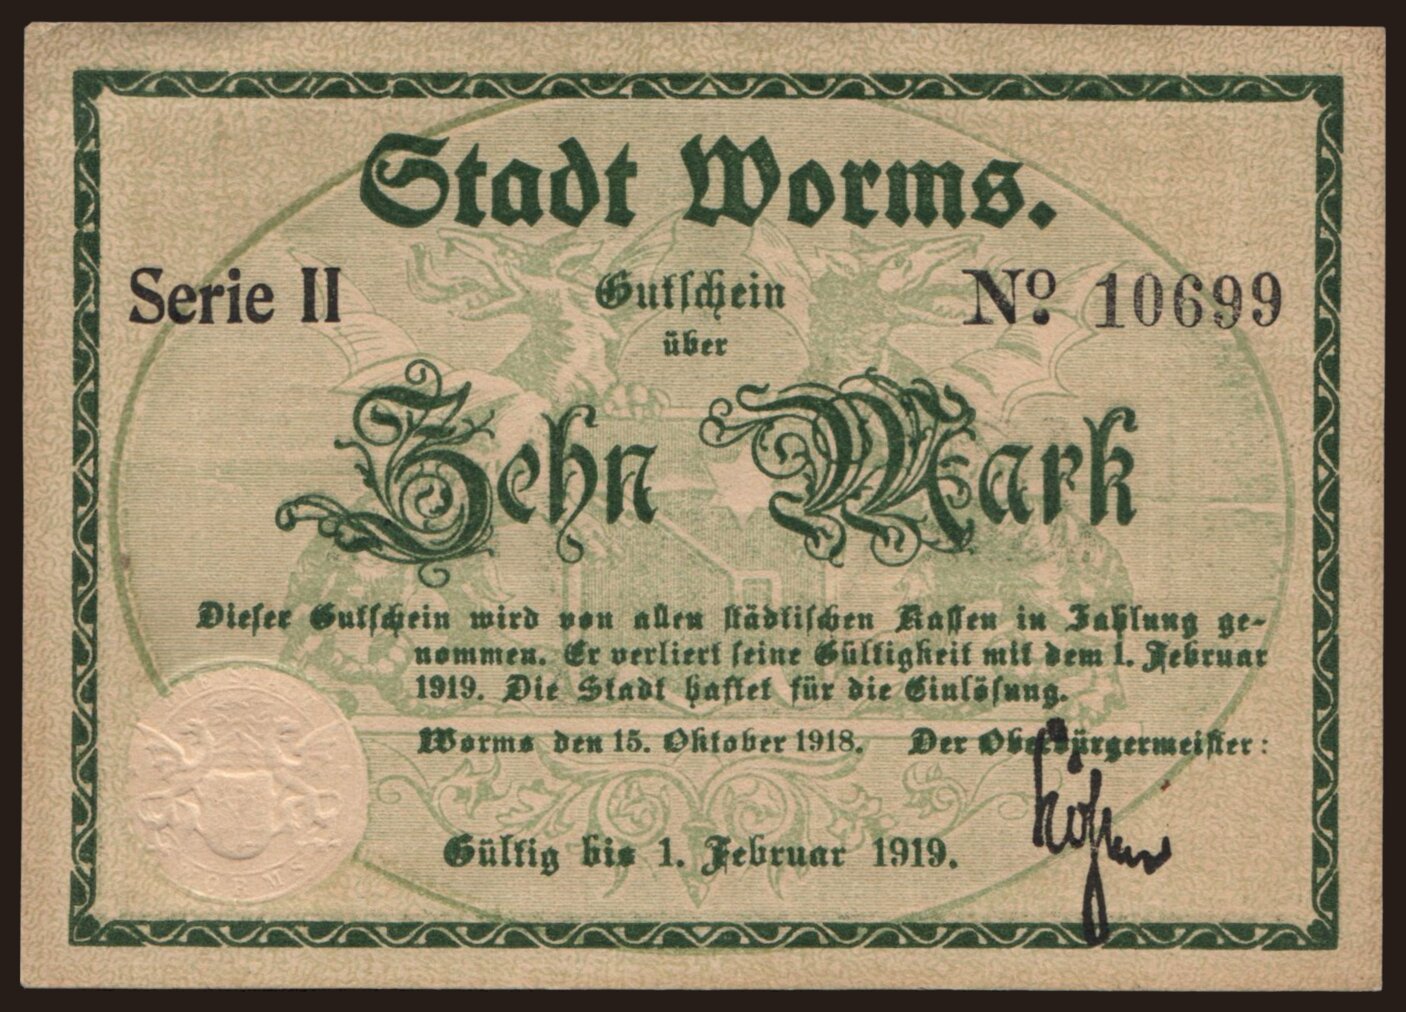 Stadt Worms.
Serie II
Gutschein
Nº 10699
über
Zehn Mark
Dieser Gutschein wird von allen städtischen Kassen in Zahlung ge-
nommen. Er verliert seine Gültigkeit mit dem 1. Februar
1919. Die Stadt haftet für die Einlösung.
Worms den 15. Oktober 1918. Der Oberbürgermeister:
Gültig bis 1. Februar 1919.